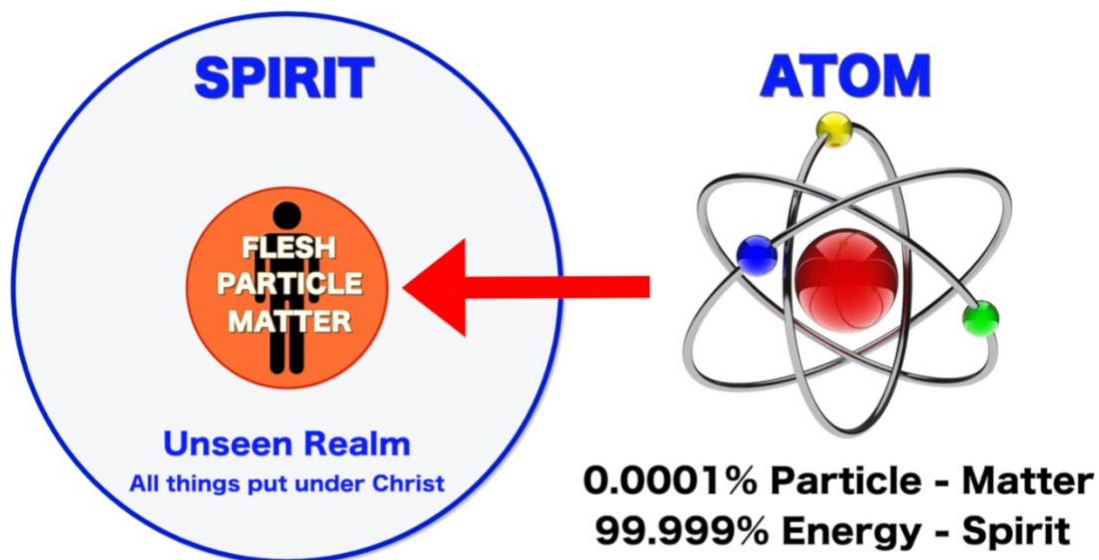 SPIRIT
FLESH
PARTICLE
MATTER
Unseen Realm
All things put under Christ
ATOM
0.0001% Particle - Matter
99.999% Energy - Spirit